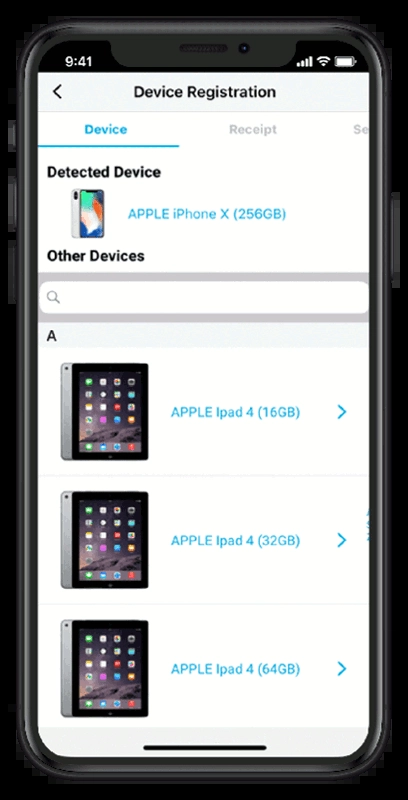 9:41
Device Registration
Device Receipt Se
Detected Device
APPLE iPhone X (256GB)
Other Devices
A
APPLE Ipad 4 (16GB)
APPLE Ipad 4 (32GB)
APPLE Ipad 4 (64GB)